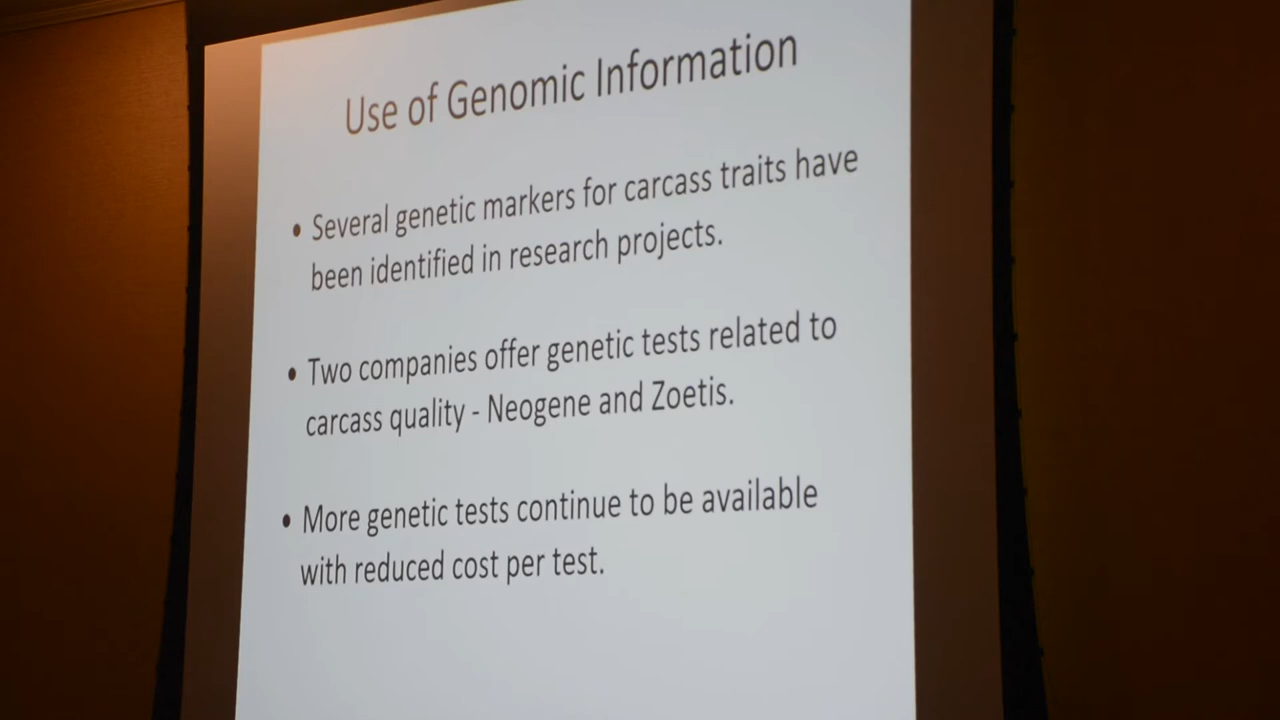 Use of Genomic Information
• Several genetic markers for carcass traits have
been identified in research projects.
• Two companies offer genetic tests related to
carcass quality - Neogene and Zoetis.
• More genetic tests continue to be available
with reduced cost per test.